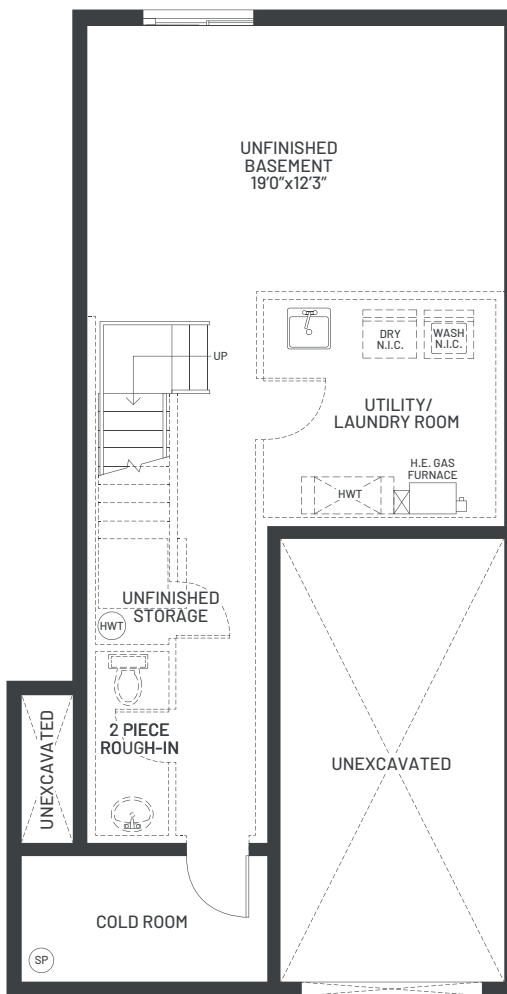 UNFINISHED
BASEMENT
19'0"x12'3"
DRY
N.I.C.
WASH
N.I.C.
UP
UTILITY/
LAUNDRY ROOM
H.E. GAS
FURNACE
HWT
UNFINISHED
STORAGE
HWT
UNEXCAVATED
2 PIECE
ROUGH-IN
UNEXCAVATED
COLD ROOM
SP